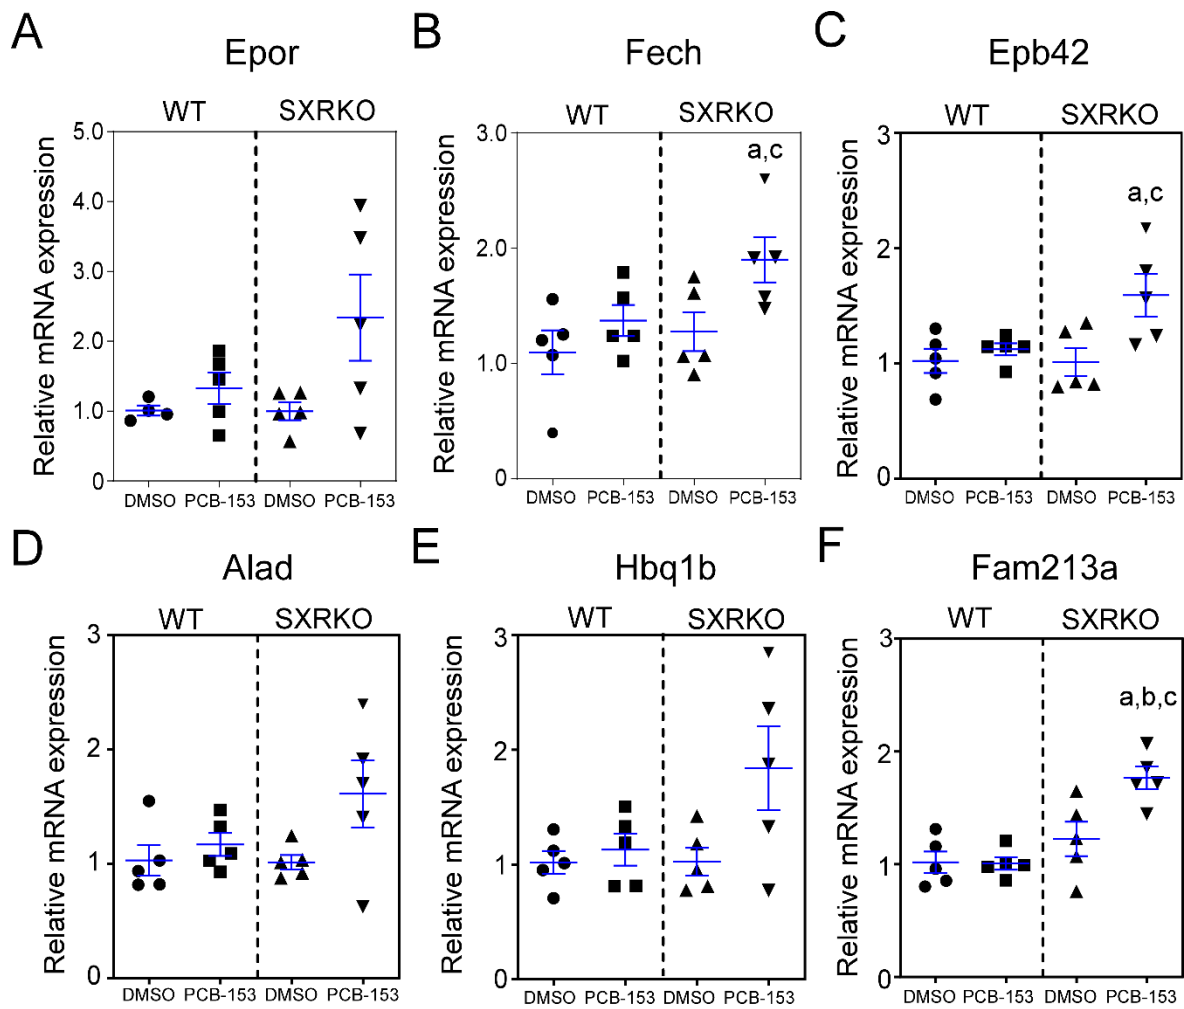 A
Epor
WT SXRKO
Relative mRNA expression
5.0
4.0
3.0
2.0
1.0
0
DMSO PCB-153 DMSO PCB-153
B
Fech
WT SXRKO
Relative mRNA expression
3.0
2.0
1.0
0
a,c
DMSO PCB-153 DMSO PCB-153
C
Epb42
WT SXRKO
Relative mRNA expression
3
2
1
0
a,c
DMSO PCB-153 DMSO PCB-153
D
Alad
WT SXRKO
Relative mRNA expression
3
2
1
0
DMSO PCB-153 DMSO PCB-153
E
Hbq1b
WT SXRKO
Relative mRNA expression
3
2
1
0
DMSO PCB-153 DMSO PCB-153
F
Fam213a
WT SXRKO
Relative mRNA expression
3
2
1
0
a,b,c
DMSO PCB-153 DMSO PCB-153